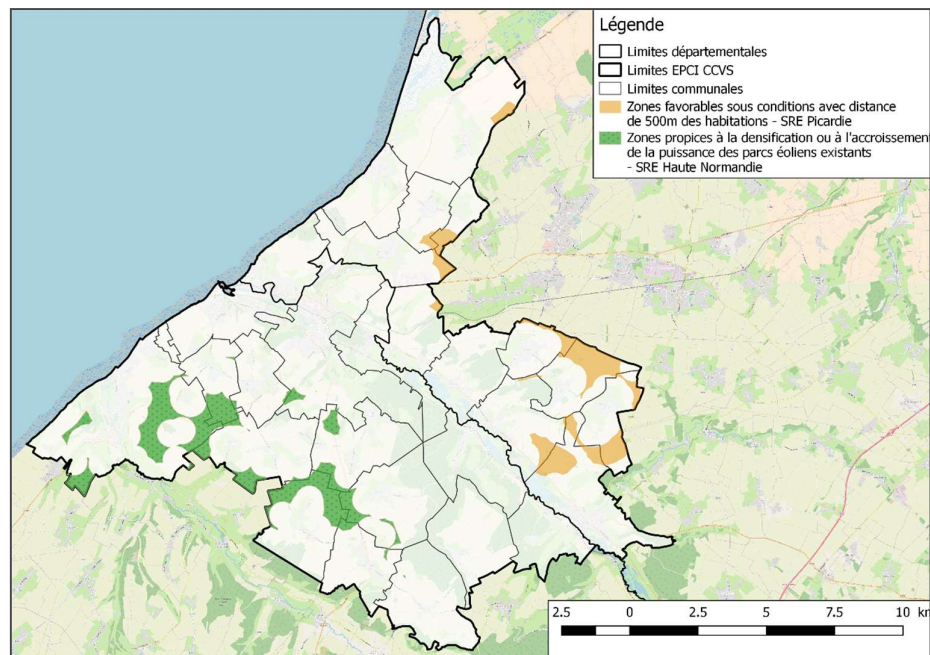 Légende
Limites départementales
Limites EPCI CCVS
Limites communales
Zones favorables sous conditions avec distance
de 500m des habitations - SRE Picardie
Zones propices à la densification ou à l'accroissement
de la puissance des parcs éoliens existants
- SRE Haute Normandie
2.5 0 2.5 5 7.5 10 km